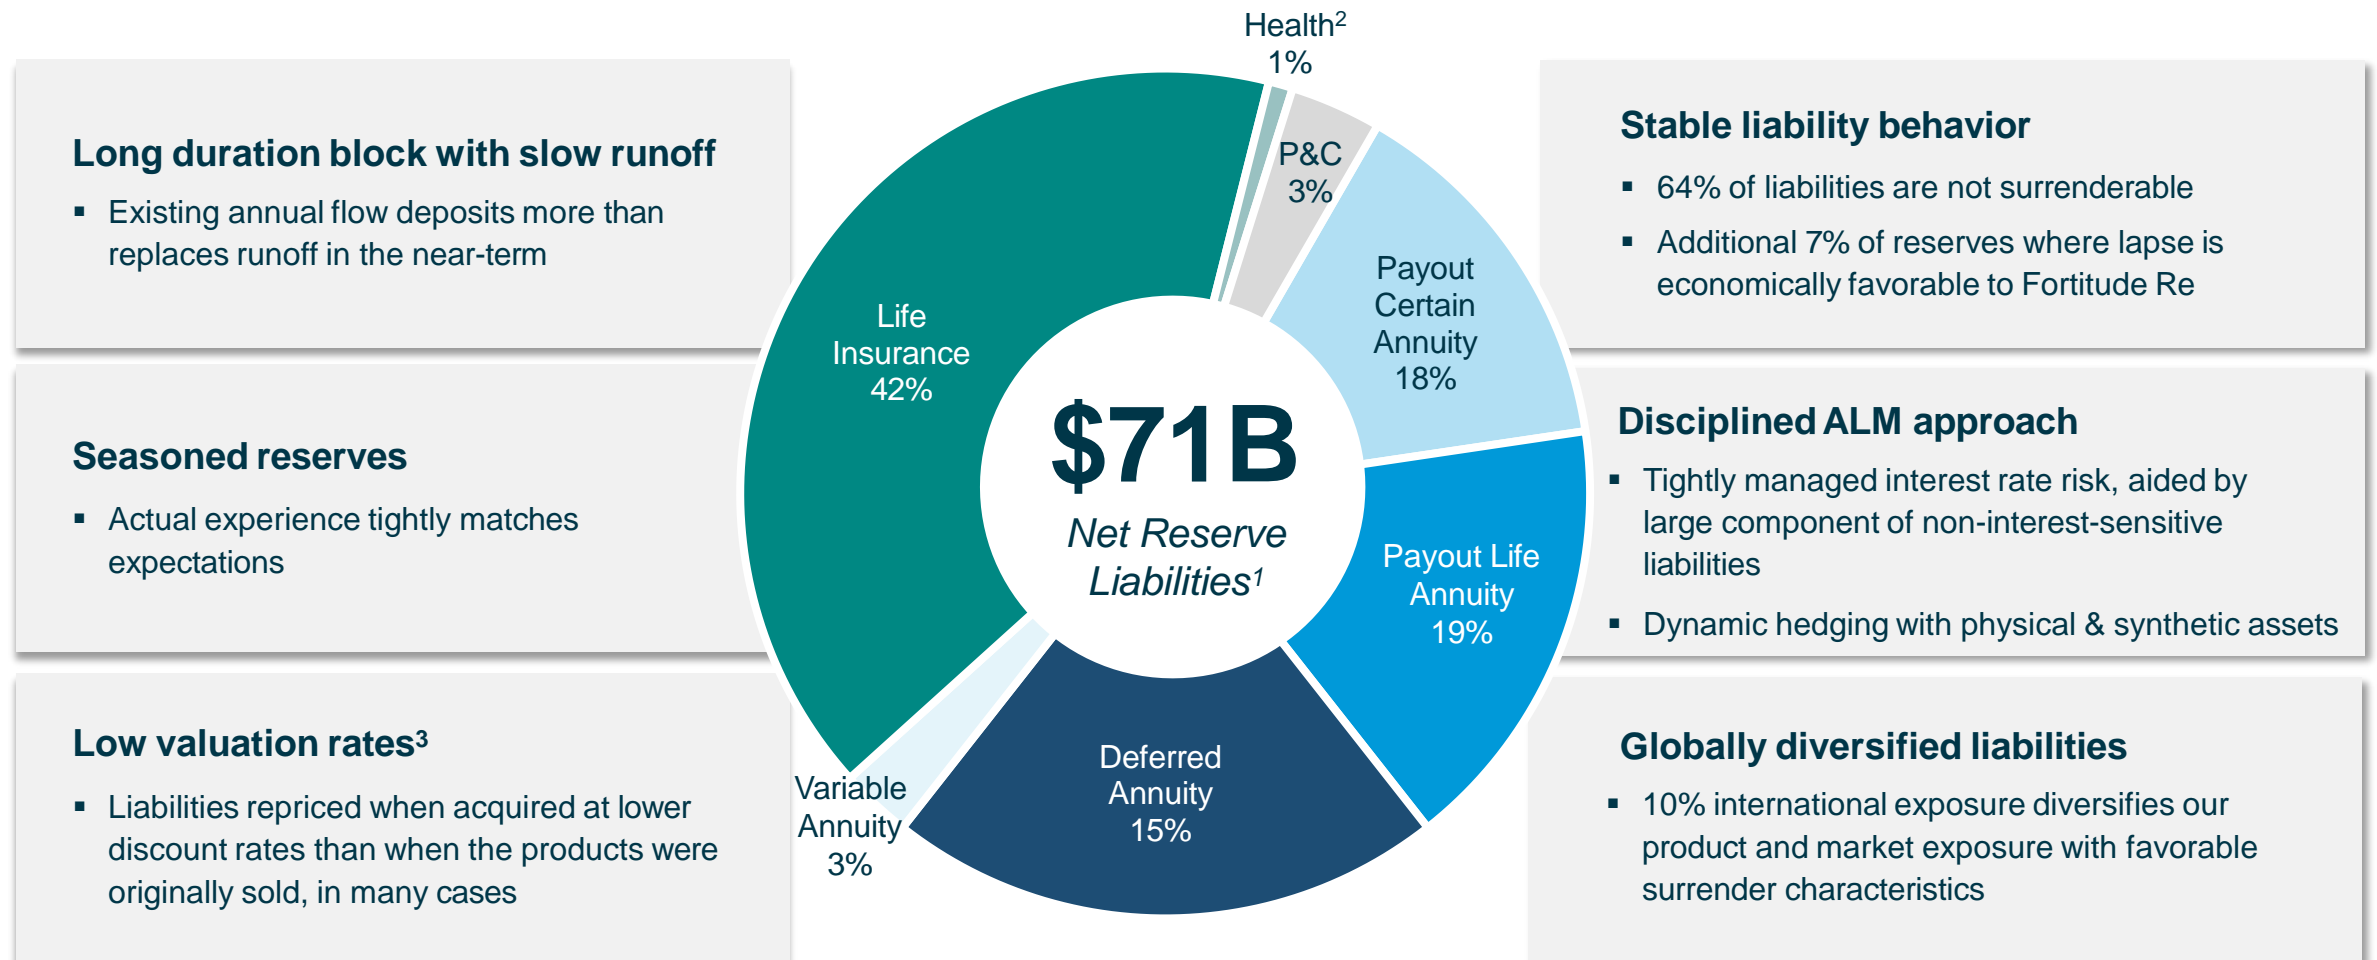 Long duration block with slow runoff
▪ Existing annual flow deposits more than
replaces runoff in the near-term
Seasoned reserves
▪ Actual experience tightly matches
expectations
Low valuation rates³
▪ Liabilities repriced when acquired at lower
discount rates than when the products were
originally sold, in many cases
Health²
1%
P&C
3%
Payout
Certain
Annuity
18%
Life
Insurance
42%
$71B
Net Reserve
Liabilities¹
Payout Life
Annuity
19%
Deferred
Annuity
15%
Variable
Annuity
3%
Stable liability behavior
▪ 64% of liabilities are not surrenderable
▪ Additional 7% of reserves where lapse is
economically favorable to Fortitude Re
Disciplined ALM approach
▪ Tightly managed interest rate risk, aided by
large component of non-interest-sensitive
liabilities
▪ Dynamic hedging with physical & synthetic assets
Globally diversified liabilities
▪ 10% international exposure diversifies our
product and market exposure with favorable
surrender characteristics